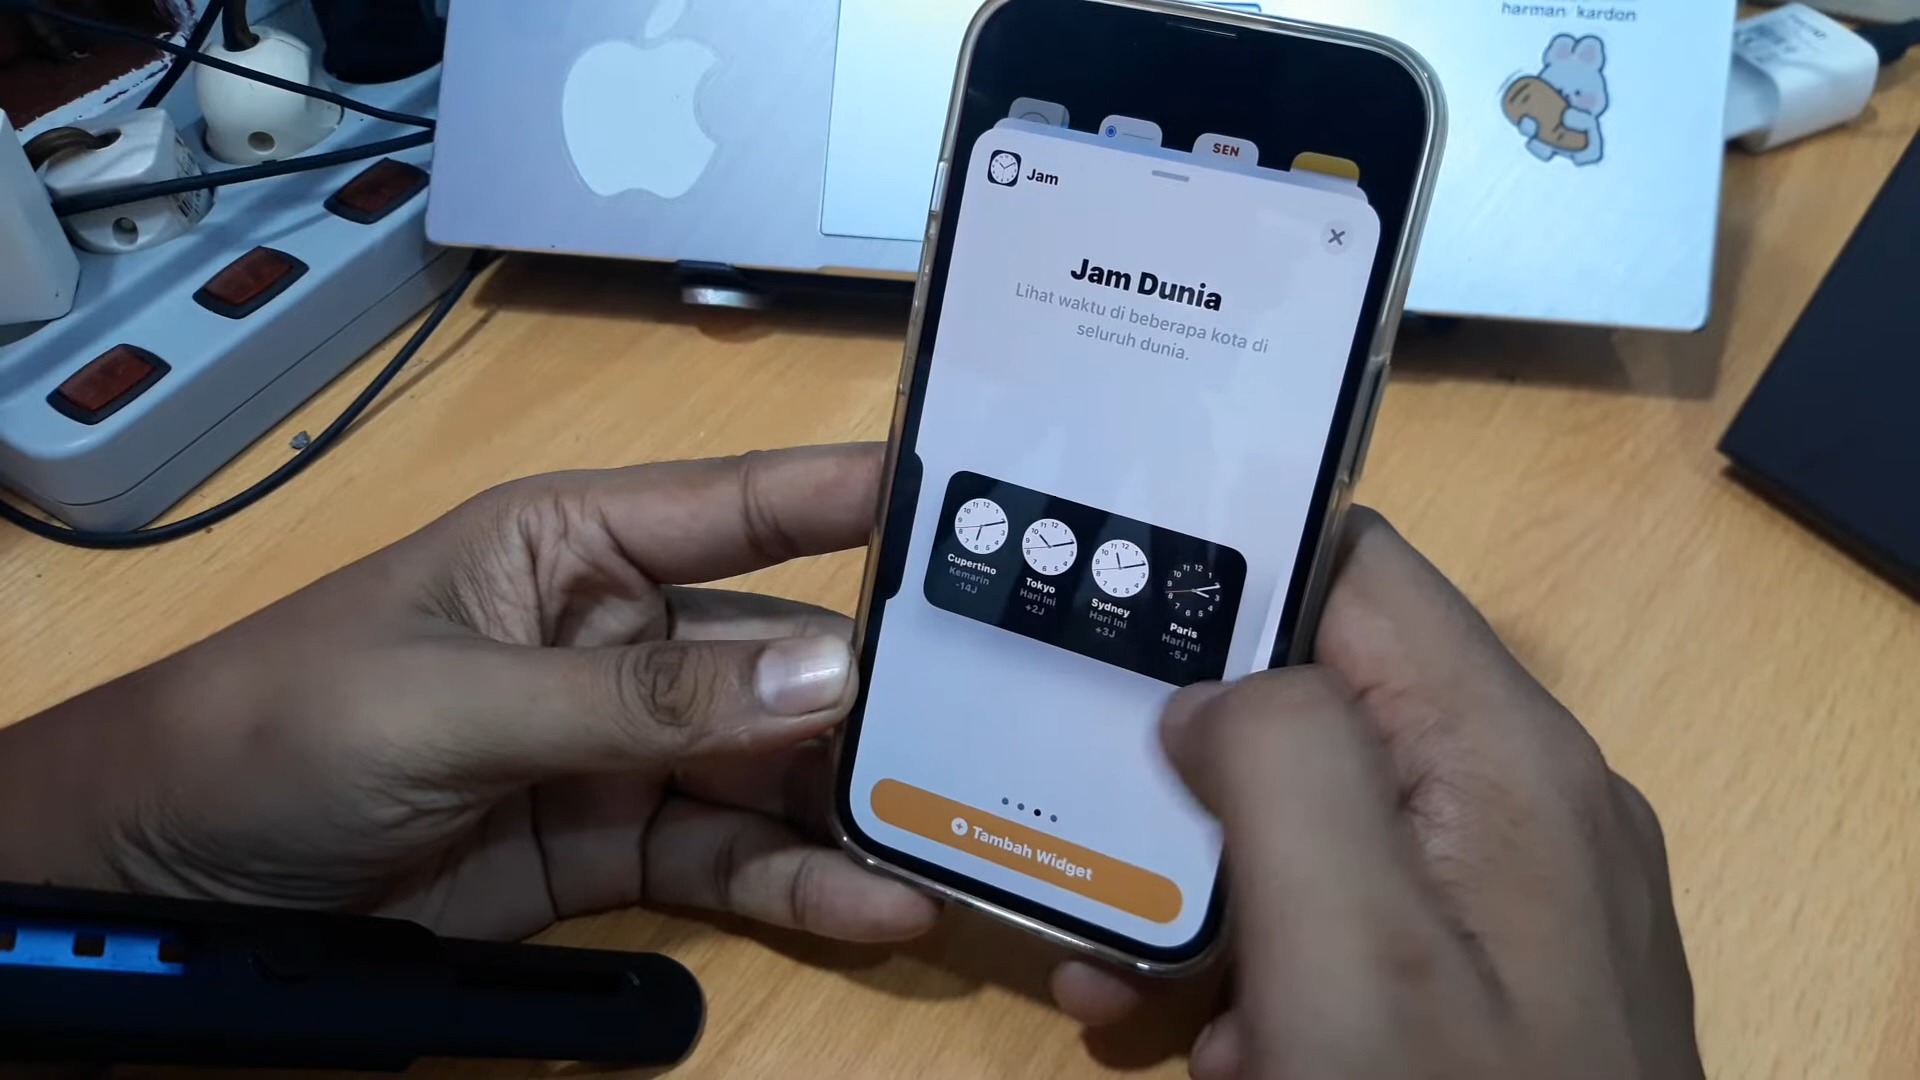 harman/kardon
SEN
Jam
Jam Dunia
Lihat waktu di beberapa kota di
seluruh dunia.
Cupertino
Kemarin
-14J
Tokyo
Hari Ini
+2J
Sydney
Hari Ini
+3J
Paris
Hari Ini
-5J
Tambah Widget